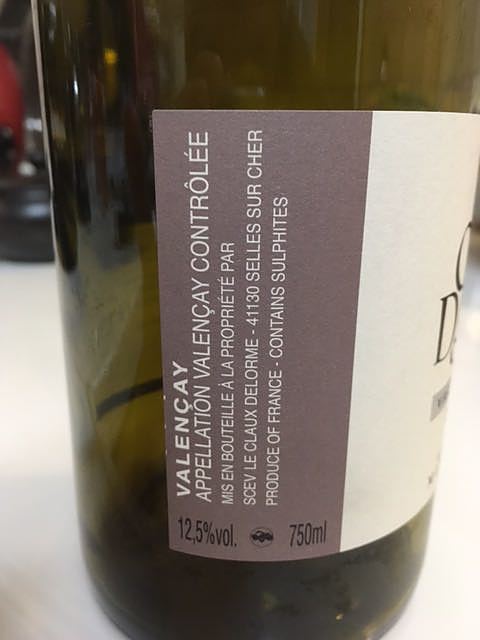 VALENÇAY
APPELLATION VALENÇAY CONTRÔLÉE
MIS EN BOUTEILLE À LA PROPRIÉTÉ PAR
SCEV LE CLAUX DELORME - 41130 SELLES SUR CHER
PRODUCE OF FRANCE - CONTAINS SULPHITES
12,5%vol. 750ml